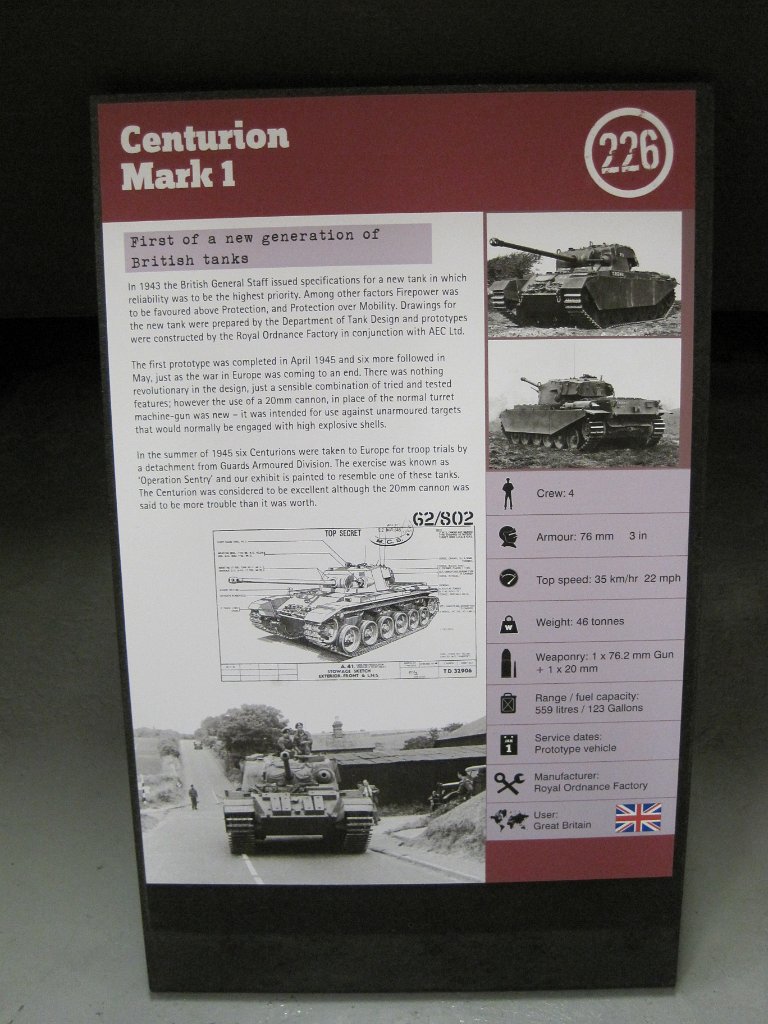 Centurion
Mark 1
226
First of a new generation of
British tanks
In 1943 the British General Staff issued specifications for a new tank in which
reliability was to be the highest priority. Among other factors Firepower was
to be favoured above Protection, and Protection over Mobility. Drawings for
the new tank were prepared by the Department of Tank Design and prototypes
were constructed by the Royal Ordnance Factory in conjunction with AEC Ltd.
The first prototype was completed in April 1945 and six more followed in
May, just as the war in Europe was coming to an end. There was nothing
revolutionary in the design, just a sensible combination of tried and tested
features; however the use of a 20mm cannon, in place of the normal turret
machine-gun was new – it was intended for use against unarmoured targets
that would normally be engaged with high explosive shells.
In the summer of 1945 six Centurions were taken to Europe for troop trials by
a detachment from Guards Armoured Division. The exercise was known as
'Operation Sentry' and our exhibit is painted to resemble one of these tanks.
The Centurion was considered to be excellent although the 20mm cannon was
said to be more trouble than it was worth.
62/802
TOP SECRET
A. 41.
STOWAGE SKETCH
EXTERIOR FRONT & L.H.S
TD 32906
Crew: 4
Armour: 76 mm 3 in
Top speed: 35 km/hr 22 mph
W
Weight: 46 tonnes
Weaponry: 1 x 76.2 mm Gun
+ 1 x 20 mm
Range / fuel capacity:
559 litres / 123 Gallons
JAN
1
Service dates:
Prototype vehicle
Manufacturer:
Royal Ordnance Factory
User:
Great Britain